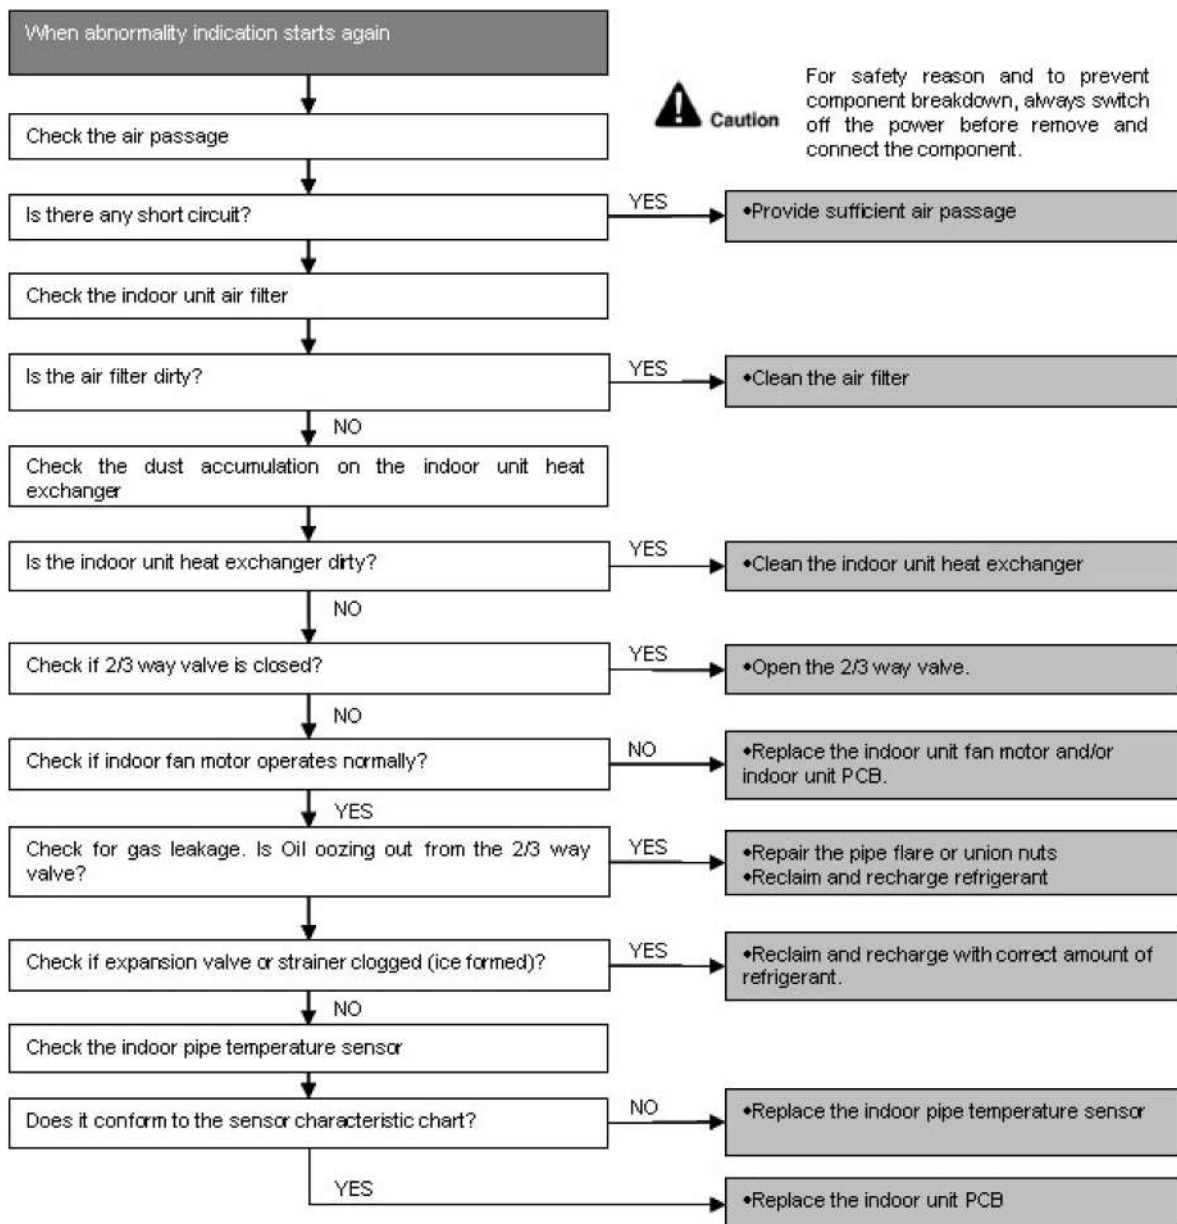 When abnormality indication starts again
For safety reason and to prevent
component breakdown, always switch
off the power before remove and
connect the component.
Caution
Check the air passage
Is there any short circuit?
YES
•Provide sufficient air passage
Check the indoor unit air filter
Is the air filter dirty?
YES
•Clean the air filter
NO
Check the dust accumulation on the indoor unit heat
exchanger
Is the indoor unit heat exchanger dirty?
YES
•Clean the indoor unit heat exchanger
NO
Check if 2/3 way valve is closed?
YES
•Open the 2/3 way valve.
NO
Check if indoor fan motor operates normally?
NO
•Replace the indoor unit fan motor and/or
indoor unit PCB.
YES
Check for gas leakage. Is Oil oozing out from the 2/3 way
valve?
YES
•Repair the pipe flare or union nuts
•Reclaim and recharge refrigerant
Check if expansion valve or strainer clogged (ice formed)?
YES
•Reclaim and recharge with correct amount of
refrigerant.
NO
Check the indoor pipe temperature sensor
Does it conform to the sensor characteristic chart?
NO
•Replace the indoor pipe temperature sensor
YES
•Replace the indoor unit PCB